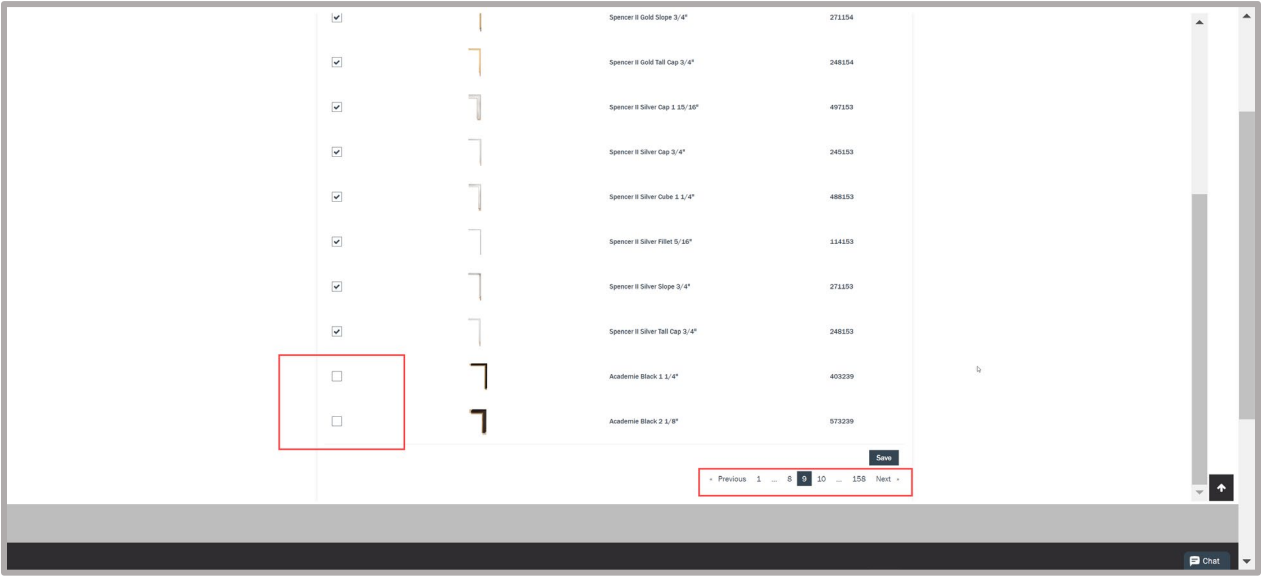 Spencer II Gold Slope 3/4" 271154
Spencer II Gold Tall Cap 3/4" 248154
Spencer II Silver Cap 1 15/16" 497153
Spencer II Silver Cap 3/4" 245153
Spencer II Silver Cube 1 1/4" 488153
Spencer II Silver Fillet 5/16" 114153
Spencer II Silver Slope 3/4" 271153
Spencer II Silver Tall Cap 3/4" 248153
Academie Black 1 1/4" 403239
Academie Black 2 1/8" 573239
Save
« Previous 1 ... 8 9 10 ... 158 Next »
Chat